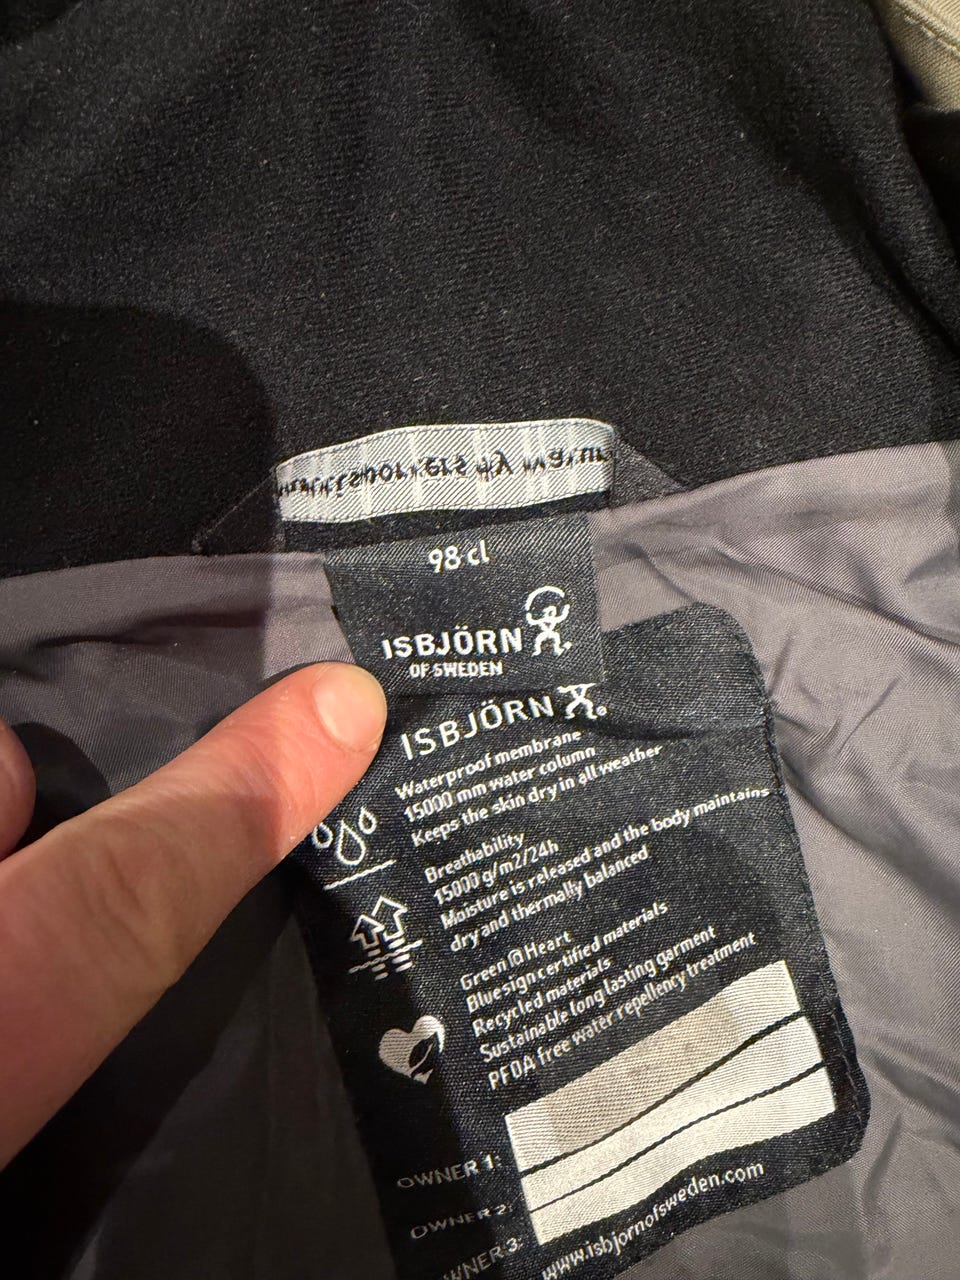 98 cl
ISBJÖRN
OF SWEDEN
ISBJÖRN
Waterproof membrane
15000 mm water column
Keeps the skin dry in all weather
Breathability
15000 g/m2/24h
Moisture is released and the body maintains
dry and thermally balanced
Green @ Heart
Bluesign certified materials
Recycled materials
Sustainable long lasting garment
PFOA free water repellency treatment
OWNER 1:
OWNER 2:
OWNER 3:
www.isbjornofsweden.com